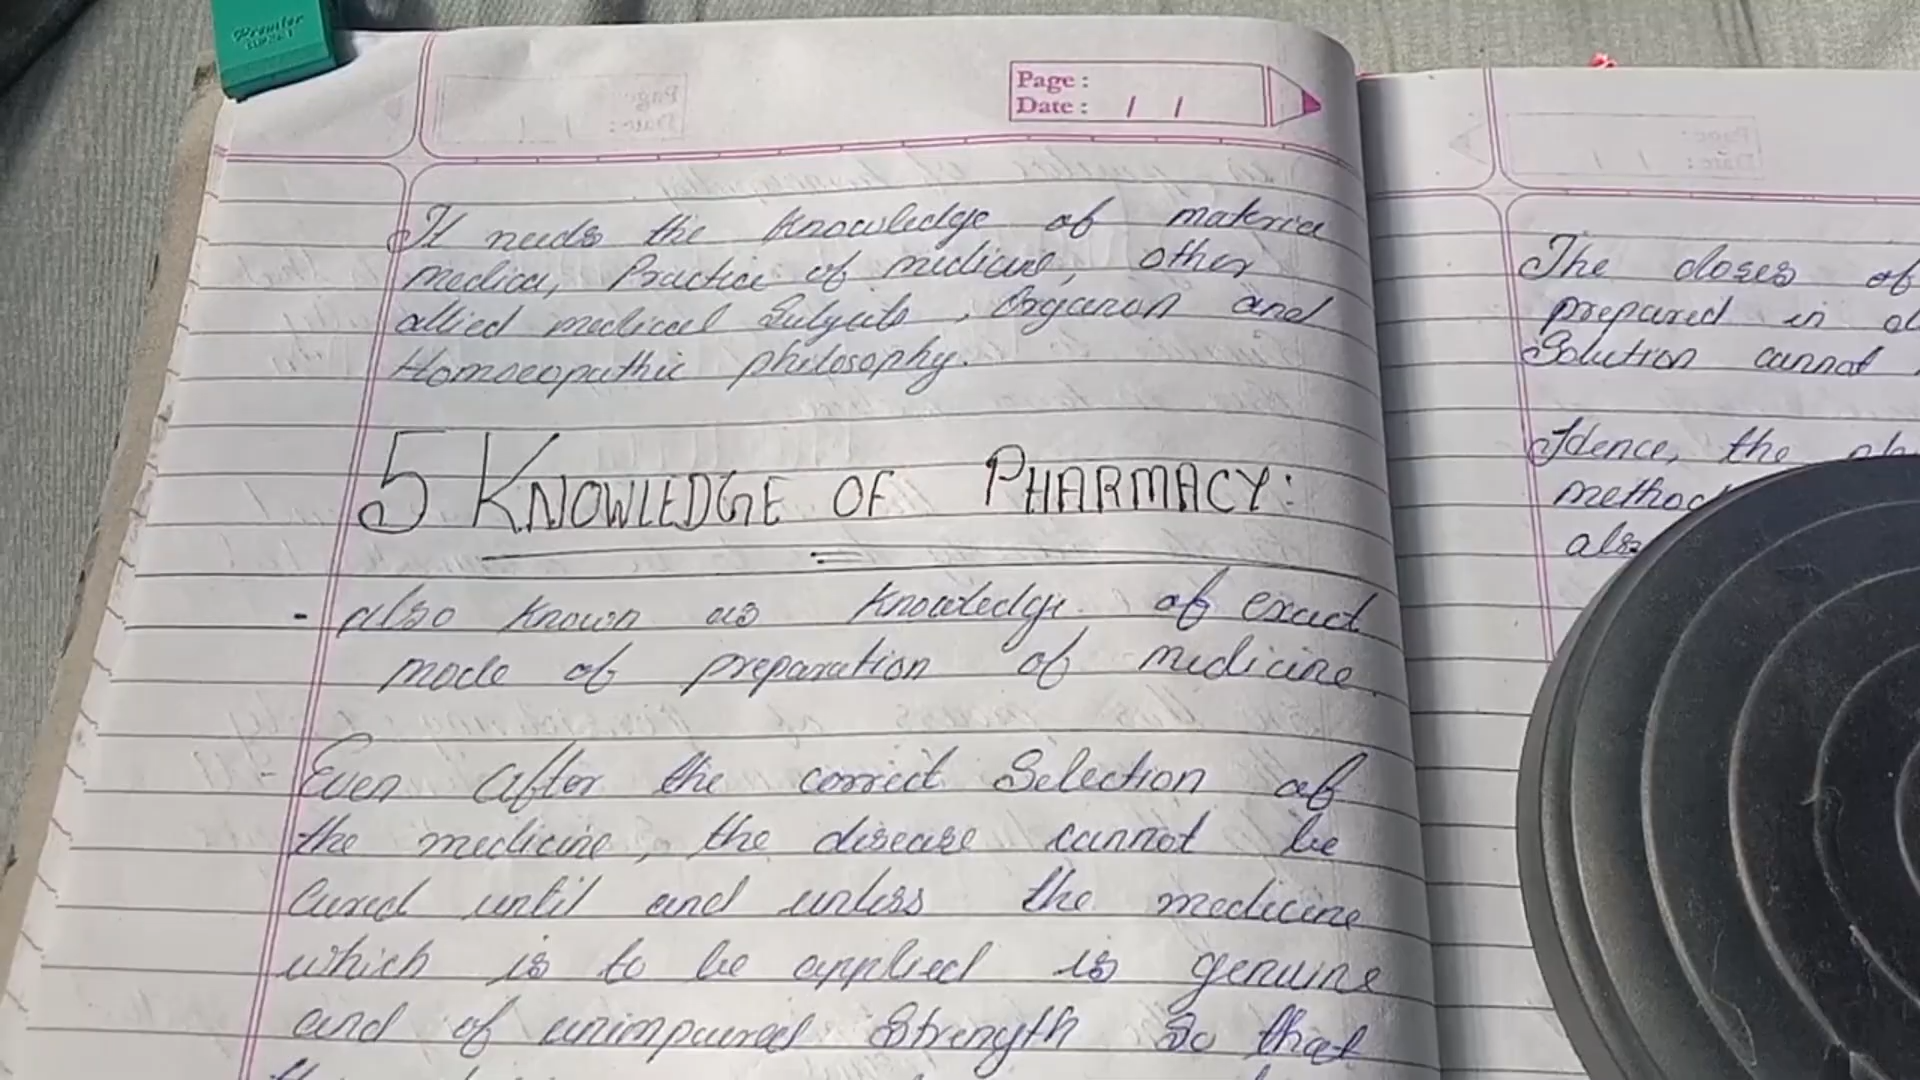 Premier
Page :
Date : / /
It needs the knowledge of materia
medica, Practice of medicine, other
allied medical Subjects, Organon and
Homoeopathic philosophy.
5 KNOWLEDGE OF PHARMACY:
- also known as knowledge of exact
mode of preparation of medicine.
- Even after the correct Selection of
the medicine, the disease cannot be
Cured until and unless the medicine
which is to be applied is genuine
and of unimpured Strength So that
The doses of
prepared in
Solution cannot
Hence, the
method
also